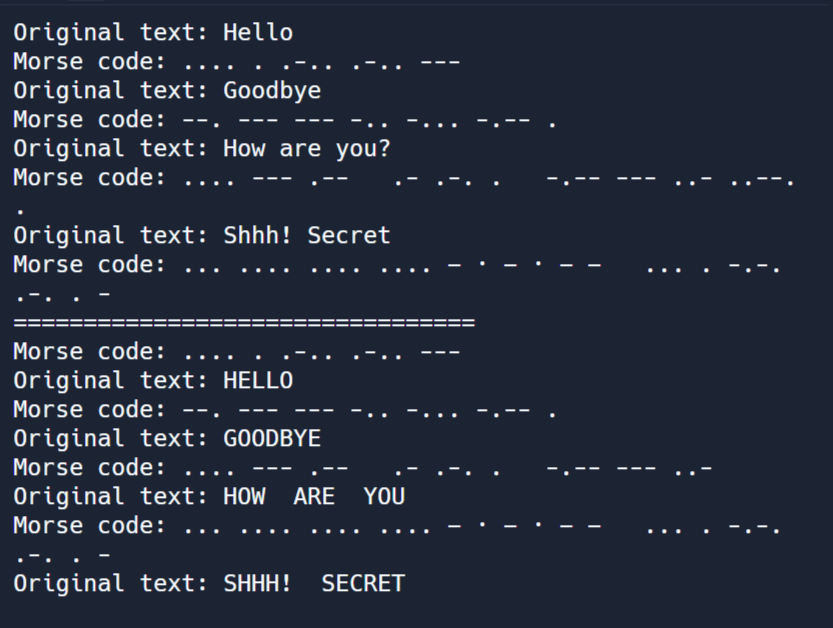 Original text: Hello
Morse code: .... . .-.. .-.. ---
Original text: Goodbye
Morse code: --. --- --- -.. -... -.-- .
Original text: How are you?
Morse code: .... --- .--   .- .-. .   -.-- --- ..- ..--.
.
Original text: Shhh! Secret
Morse code: ... .... .... .... − · − · − −   ... . -.-.
.-. . -
=================================
Morse code: .... . .-.. .-.. ---
Original text: HELLO
Morse code: --. --- --- -.. -... -.-- .
Original text: GOODBYE
Morse code: .... --- .--   .- .-. .   -.-- --- ..-
Original text: HOW  ARE  YOU
Morse code: ... .... .... .... − · − · − −   ... . -.-.
.-. . -
Original text: SHHH!  SECRET